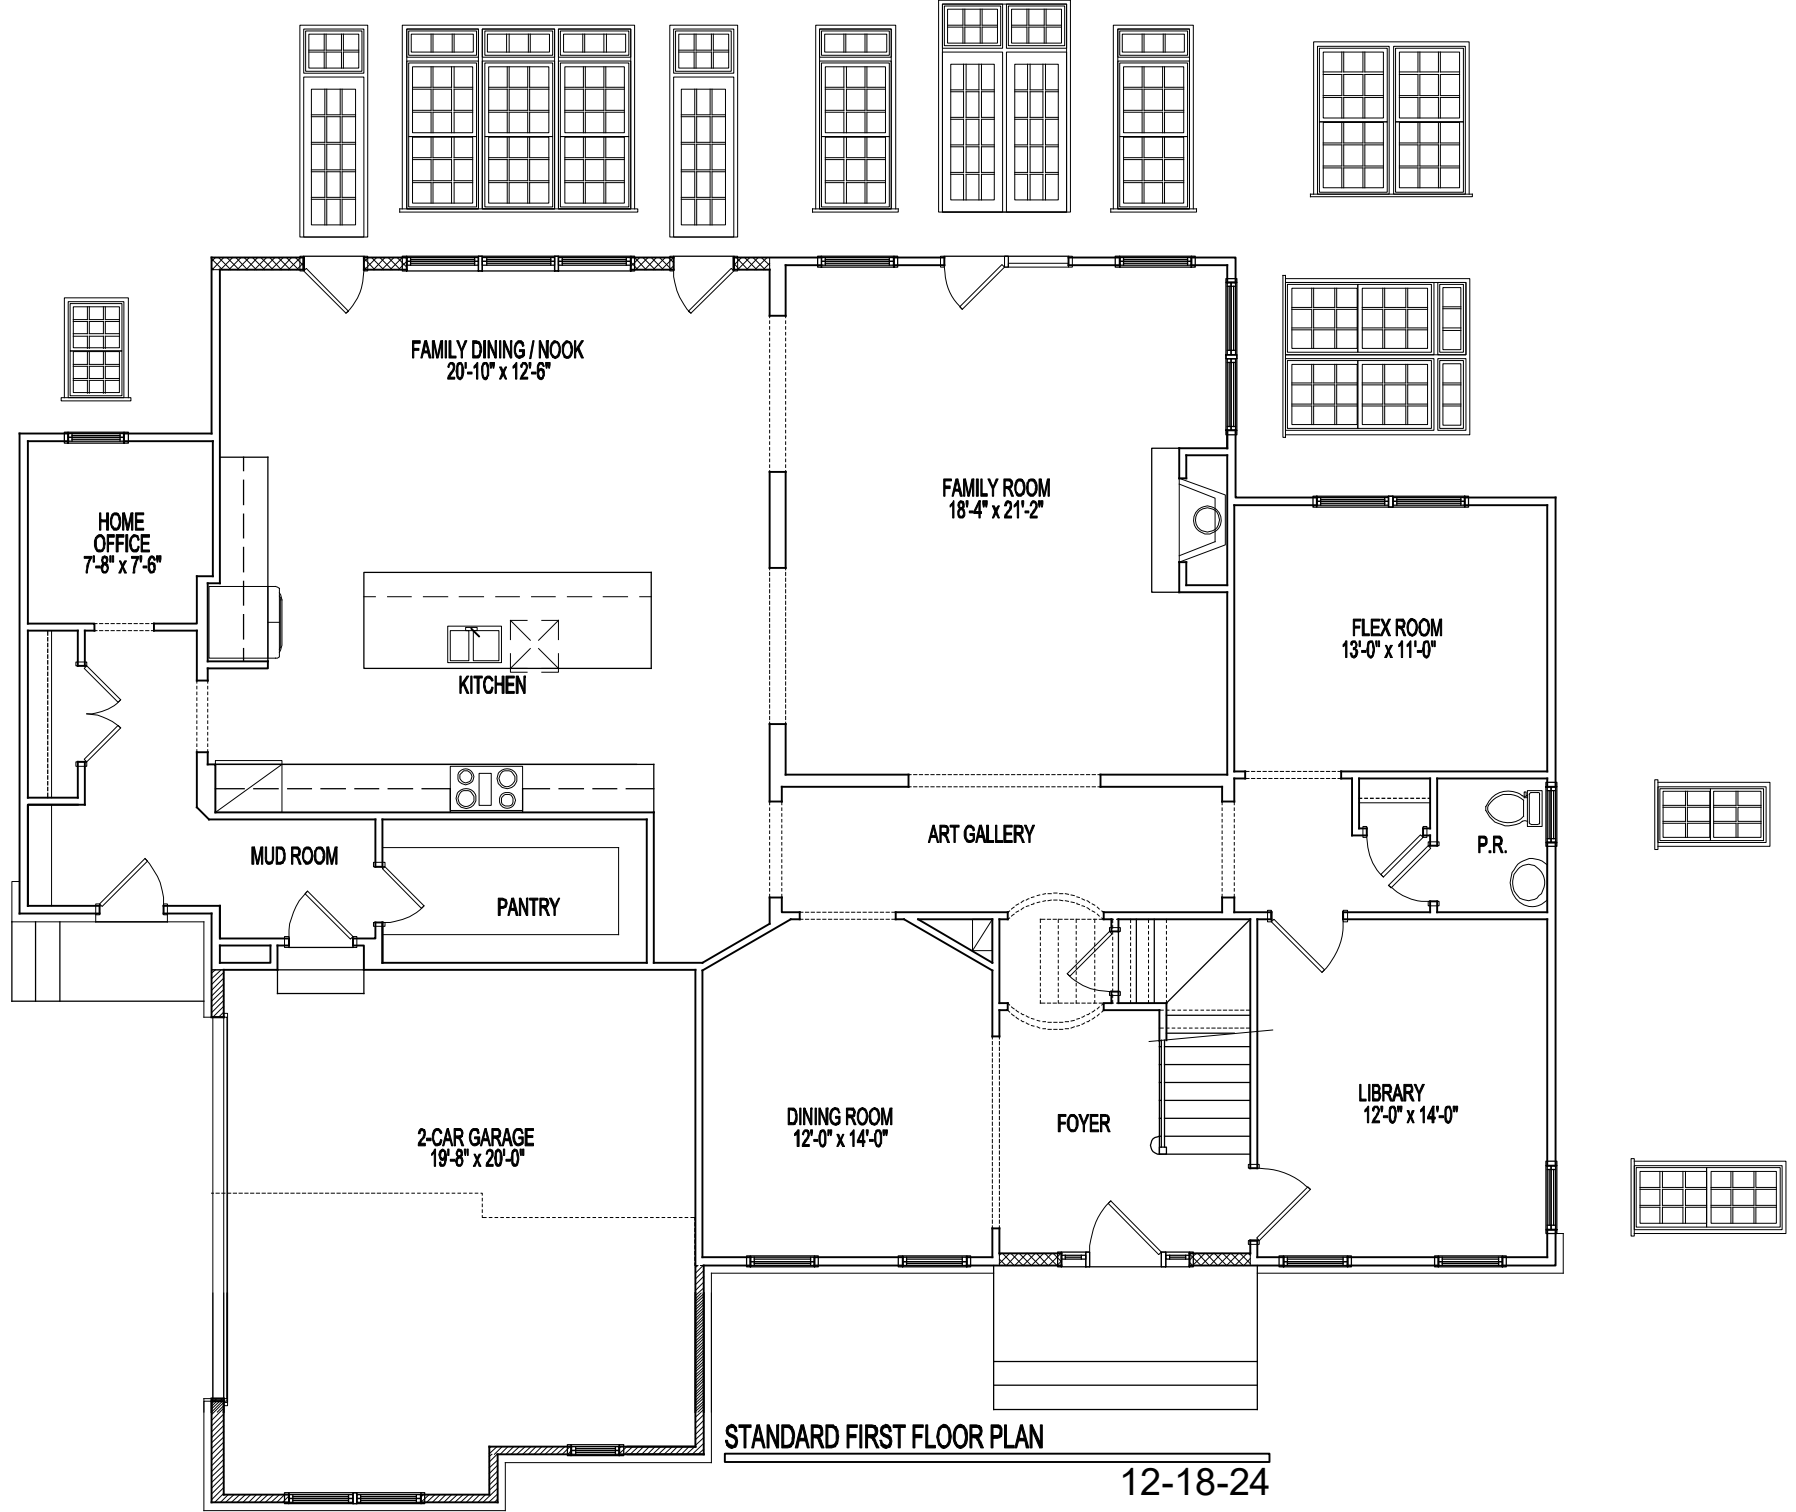 FAMILY DINING / NOOK
20'-10" x 12'-6"
FAMILY ROOM
18'-4" x 21'-2"
HOME
OFFICE
7'-8" x 7'-6"
FLEX ROOM
13'-0" x 11'-0"
KITCHEN
ART GALLERY
P.R.
MUD ROOM
PANTRY
LIBRARY
12'-0" x 14'-0"
DINING ROOM
12'-0" x 14'-0"
FOYER
2-CAR GARAGE
19'-8" x 20'-0"
STANDARD FIRST FLOOR PLAN
12-18-24